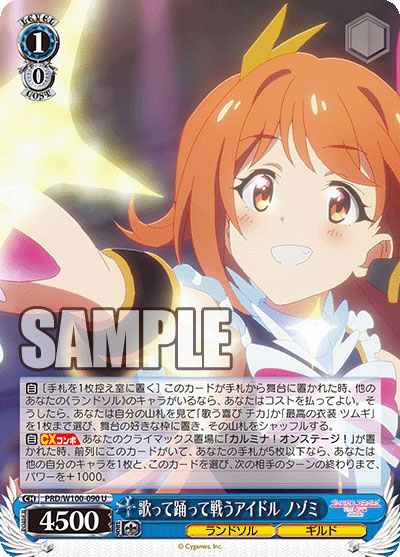 LEVEL
1
0
COST
SAMPLE
自 [手札を1枚控え室に置く] このカードが手札から舞台に置かれた時、他の
あなたの《ランドソル》のキャラがいるなら、あなたはコストを払ってよい。そ
うしたら、あなたは自分の山札を見て「歌う喜び チカ」か「最高の衣装 ツムギ」
を1枚まで選び、舞台の好きな枠に置き、その山札をシャッフルする。
自 CXコンボ あなたのクライマックス置場に「カルミナ!オンステージ!」が置
かれた時、前列にこのカードがいて、あなたの手札が5枚以下なら、あなたは
他の自分のキャラを1枚と、このカードを選び、次の相手のターンの終わりまで、
パワーを+1000。
CH PRD/W100-090 U
歌って踊って戦うアイドル ノゾミ
4500
ランドソル
ギルド
© Cygames, Inc.